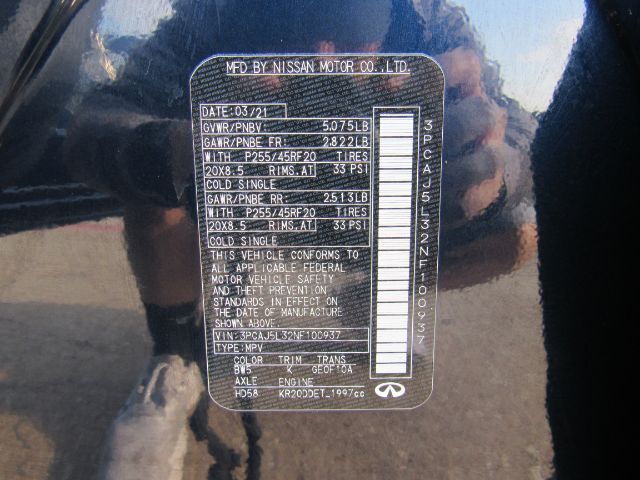 MFD BY NISSAN MOTOR CO.,LTD.
DATE:03/21
GVWR/PNBV: 5,075LB
GAWR/PNBE FR: 2,822LB
WITH P255/45RF20 TIRES
20X8.5 RIMS,AT 33 PSI
COLD SINGLE
GAWR/PNBE RR: 2,513LB
WITH P255/45RF20 TIRES
20X8.5 RIMS,AT 33 PSI
COLD SINGLE
THIS VEHICLE CONFORMS TO
ALL APPLICABLE FEDERAL
MOTOR VEHICLE SAFETY
AND THEFT PREVENTION
STANDARDS IN EFFECT ON
THE DATE OF MANUFACTURE
SHOWN ABOVE.
VIN:3PCAJ5L32NF100937
TYPE:MPV
COLOR TRIM TRANS
BW5 K GE0F10A
AXLE ENGINE
HD58 KR20DDET_1997cc
3PCAJ5L32NF100937